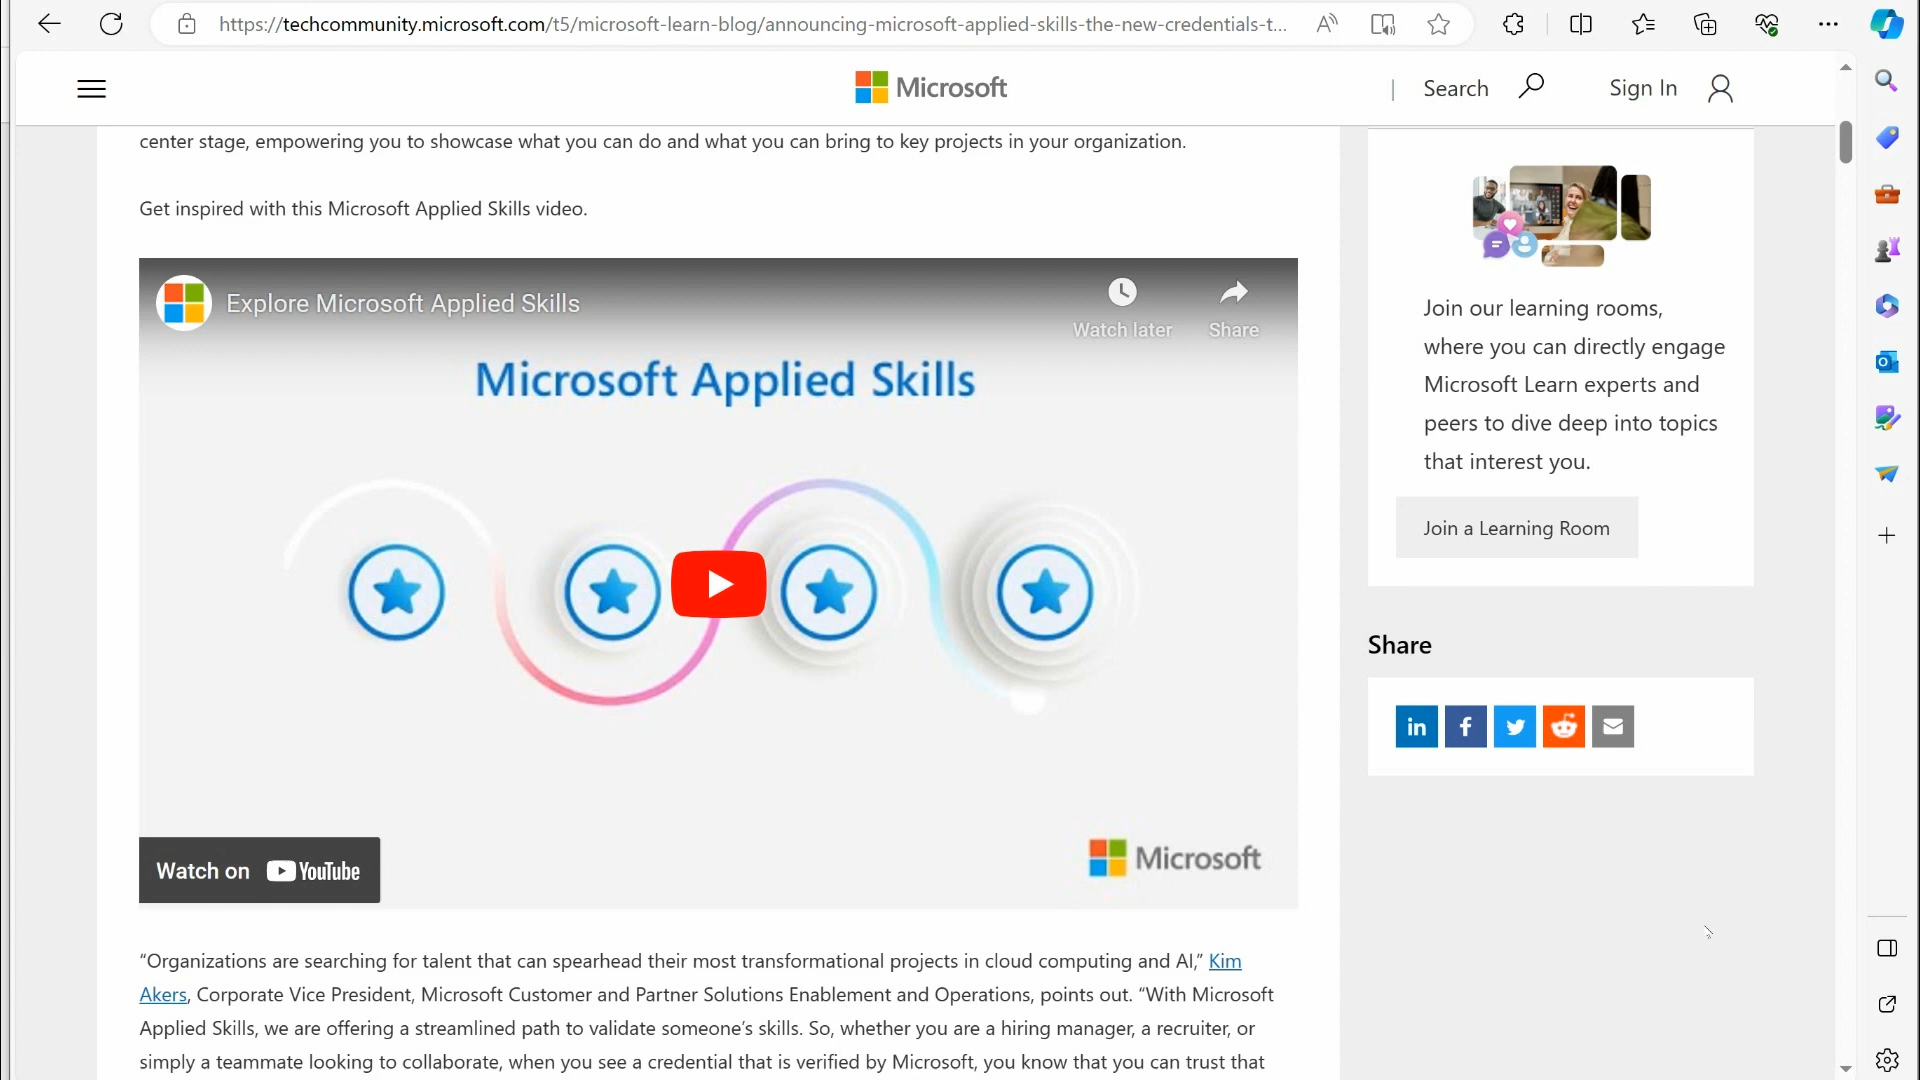 https://techcommunity.microsoft.com/t5/microsoft-learn-blog/announcing-microsoft-applied-skills-the-new-credentials-t...
Microsoft
|
Search
Sign In
center stage, empowering you to showcase what you can do and what you can bring to key projects in your organization.
Get inspired with this Microsoft Applied Skills video.
Explore Microsoft Applied Skills
Watch later
Share
Microsoft Applied Skills
Watch on YouTube
Microsoft
“Organizations are searching for talent that can spearhead their most transformational projects in cloud computing and AI,” Kim
Akers, Corporate Vice President, Microsoft Customer and Partner Solutions Enablement and Operations, points out. “With Microsoft
Applied Skills, we are offering a streamlined path to validate someone’s skills. So, whether you are a hiring manager, a recruiter, or
simply a teammate looking to collaborate, when you see a credential that is verified by Microsoft, you know that you can trust that
Join our learning rooms,
where you can directly engage
Microsoft Learn experts and
peers to dive deep into topics
that interest you.
Join a Learning Room
Share
in
f